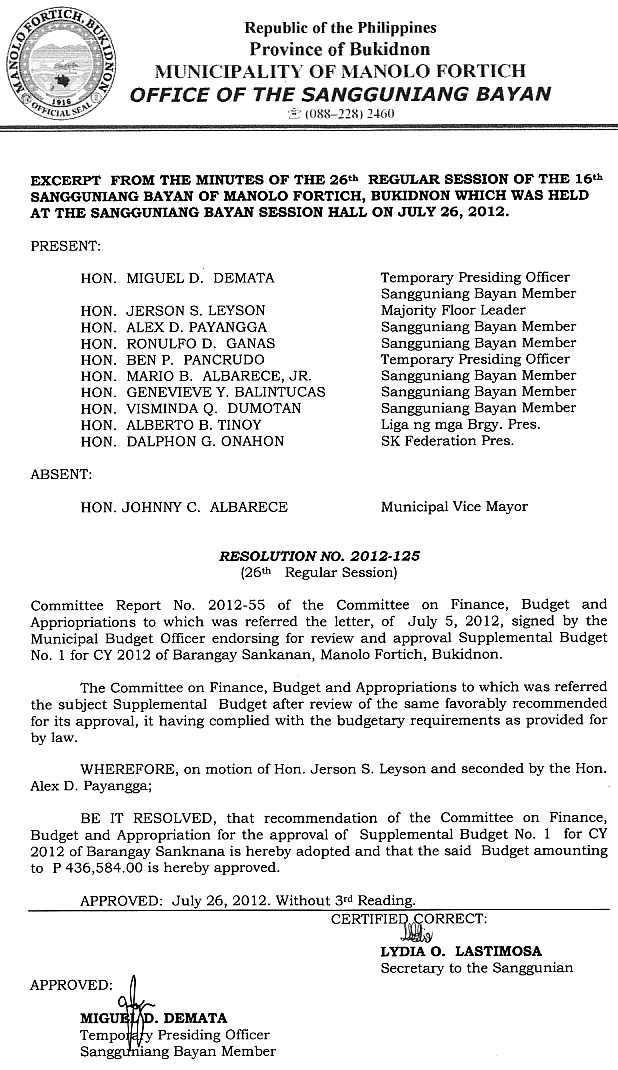 MANOLO FORTICH, BUKIDNON
1916
OFFICIAL SEAL
Republic of the Philippines
Province of Bukidnon
MUNICIPALITY OF MANOLO FORTICH
OFFICE OF THE SANGGUNIANG BAYAN
☏ (088–228) 2460
EXCERPT FROM THE MINUTES OF THE 26th REGULAR SESSION OF THE 16th
SANGGUNIANG BAYAN OF MANOLO FORTICH, BUKIDNON WHICH WAS HELD
AT THE SANGGUNIANG BAYAN SESSION HALL ON JULY 26, 2012.
PRESENT:
HON. MIGUEL D. DEMATA Temporary Presiding Officer
Sangguniang Bayan Member
HON. JERSON S. LEYSON Majority Floor Leader
HON. ALEX D. PAYANGGA Sangguniang Bayan Member
HON. RONULFO D. GANAS Sangguniang Bayan Member
HON. BEN P. PANCRUDO Temporary Presiding Officer
HON. MARIO B. ALBARECE, JR. Sangguniang Bayan Member
HON. GENEVIEVE Y. BALINTUCAS Sangguniang Bayan Member
HON. VISMINDA Q. DUMOTAN Sangguniang Bayan Member
HON. ALBERTO B. TINOY Liga ng mga Brgy. Pres.
HON. DALPHON G. ONAHON SK Federation Pres.
ABSENT:
HON. JOHNNY C. ALBARECE Municipal Vice Mayor
RESOLUTION NO. 2012-125
(26th Regular Session)
Committee Report No. 2012-55 of the Committee on Finance, Budget and
Appriopriations to which was referred the letter, of July 5, 2012, signed by the
Municipal Budget Officer endorsing for review and approval Supplemental Budget
No. 1 for CY 2012 of Barangay Sankanan, Manolo Fortich, Bukidnon.
The Committee on Finance, Budget and Appropriations to which was referred
the subject Supplemental Budget after review of the same favorably recommended
for its approval, it having complied with the budgetary requirements as provided for
by law.
WHEREFORE, on motion of Hon. Jerson S. Leyson and seconded by the Hon.
Alex D. Payangga;
BE IT RESOLVED, that recommendation of the Committee on Finance,
Budget and Appropriation for the approval of Supplemental Budget No. 1 for CY
2012 of Barangay Sanknana is hereby adopted and that the said Budget amounting
to P 436,584.00 is hereby approved.
APPROVED: July 26, 2012. Without 3rd Reading.
CERTIFIED CORRECT:
LYDIA O. LASTIMOSA
Secretary to the Sanggunian
APPROVED:
MIGUEL D. DEMATA
Temporary Presiding Officer
Sangguniang Bayan Member